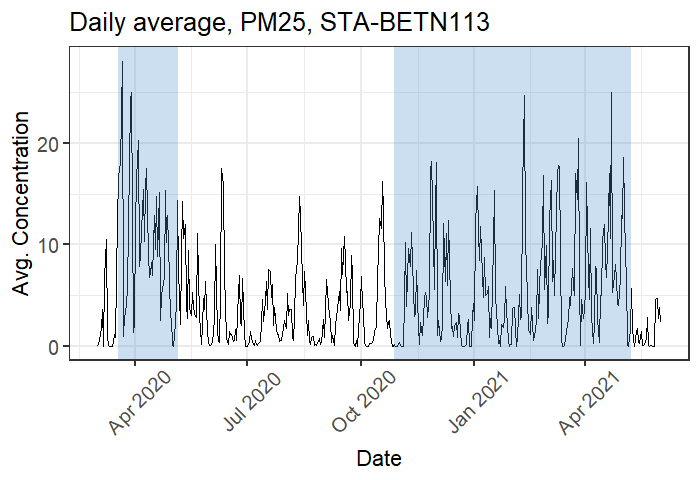 Daily average, PM25, STA-BETN113
Avg. Concentration
20
10
0
Apr 2020
Jul 2020
Oct 2020
Jan 2021
Apr 2021
Date